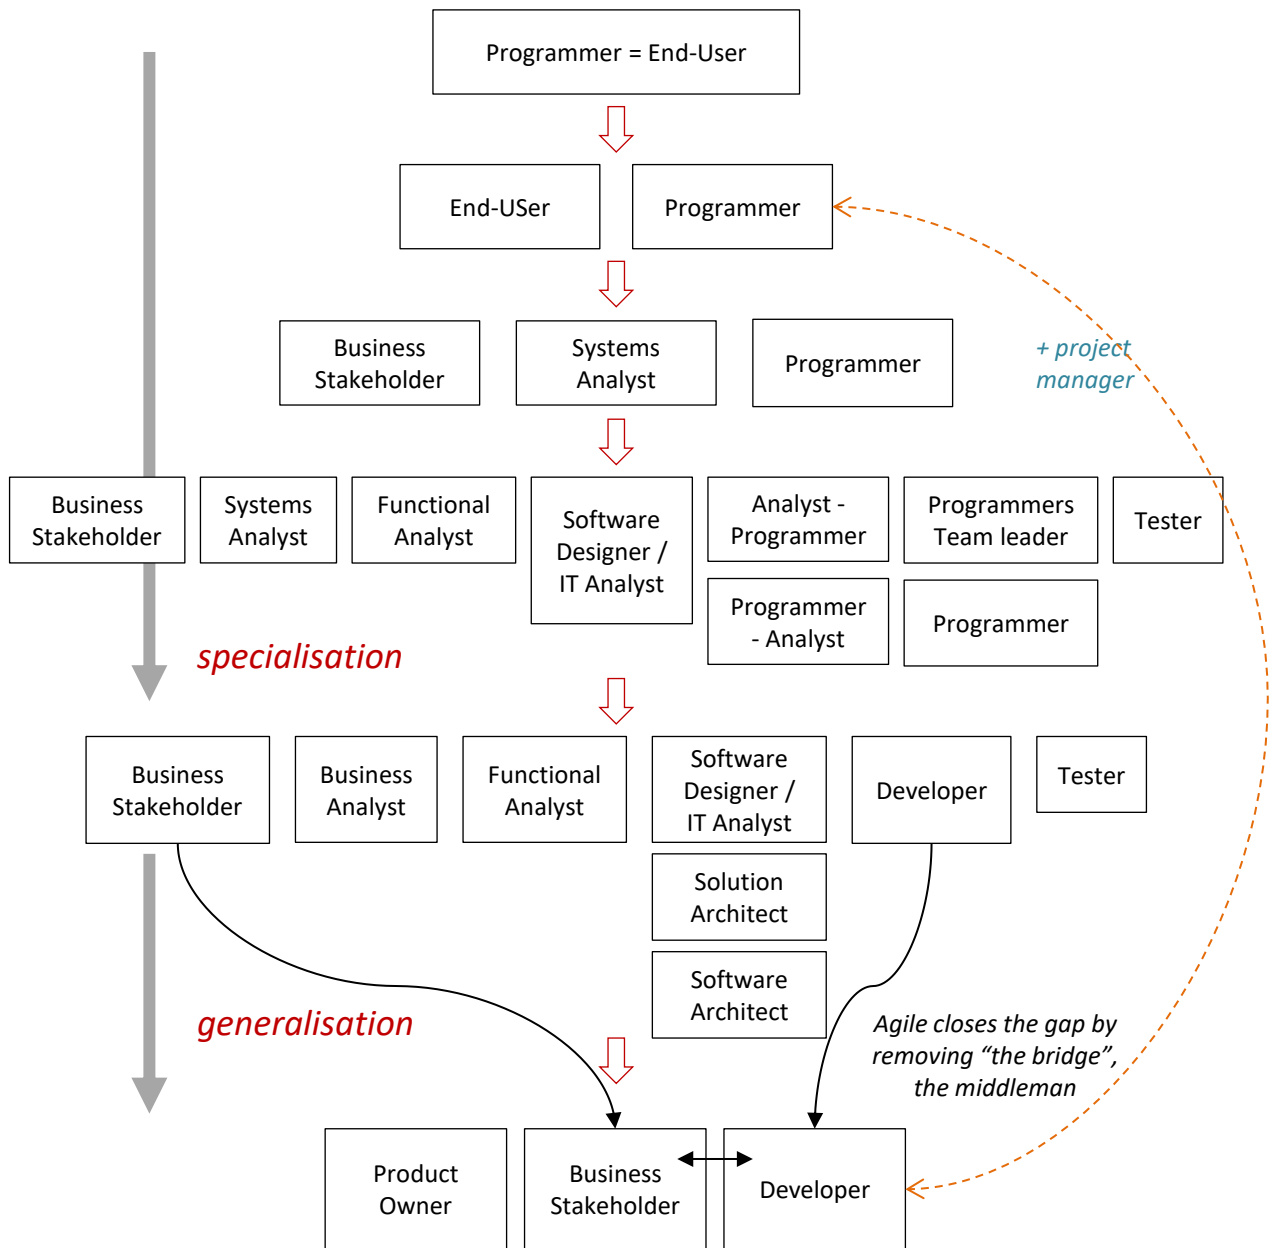 Programmer = End-User
End-USer
Programmer
Business
Stakeholder
Systems
Analyst
Programmer
+ project
manager
Business
Stakeholder
Systems
Analyst
Functional
Analyst
Software
Designer /
IT Analyst
Analyst -
Programmer
Programmers
Team leader
Tester
Programmer
- Analyst
Programmer
specialisation
Business
Stakeholder
Business
Analyst
Functional
Analyst
Software
Designer /
IT Analyst
Developer
Tester
Solution
Architect
Software
Architect
generalisation
Agile closes the gap by
removing “the bridge”,
the middleman
Product
Owner
Business
Stakeholder
Developer